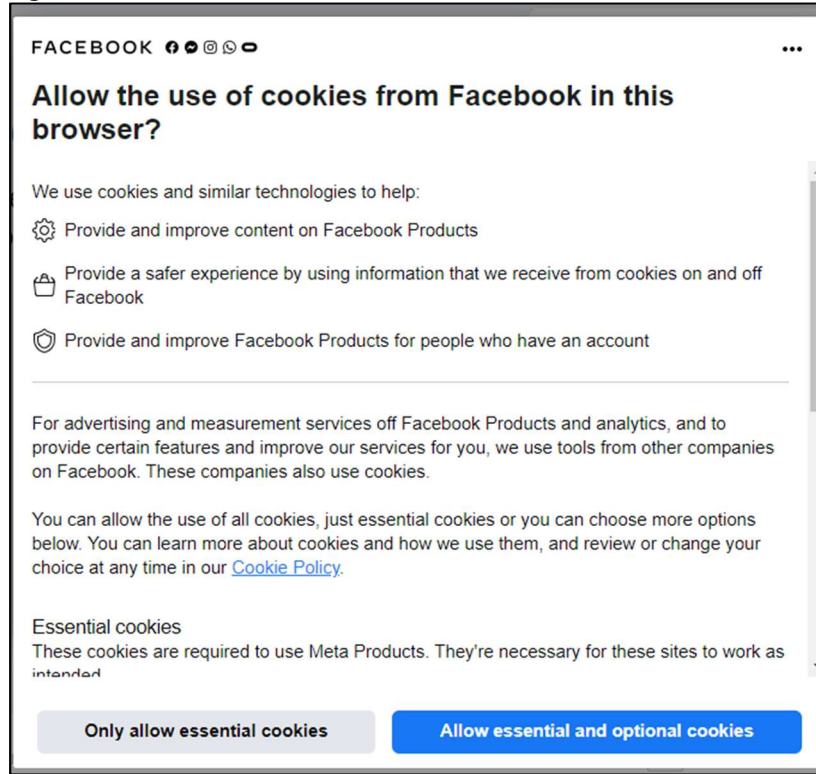 FACEBOOK
Allow the use of cookies from Facebook in this
browser?
We use cookies and similar technologies to help:
Provide and improve content on Facebook Products
Provide a safer experience by using information that we receive from cookies on and off
Facebook
Provide and improve Facebook Products for people who have an account
For advertising and measurement services off Facebook Products and analytics, and to
provide certain features and improve our services for you, we use tools from other companies
on Facebook. These companies also use cookies.
You can allow the use of all cookies, just essential cookies or you can choose more options
below. You can learn more about cookies and how we use them, and review or change your
choice at any time in our Cookie Policy.
Essential cookies
These cookies are required to use Meta Products. They're necessary for these sites to work as
intended
Only allow essential cookies
Allow essential and optional cookies